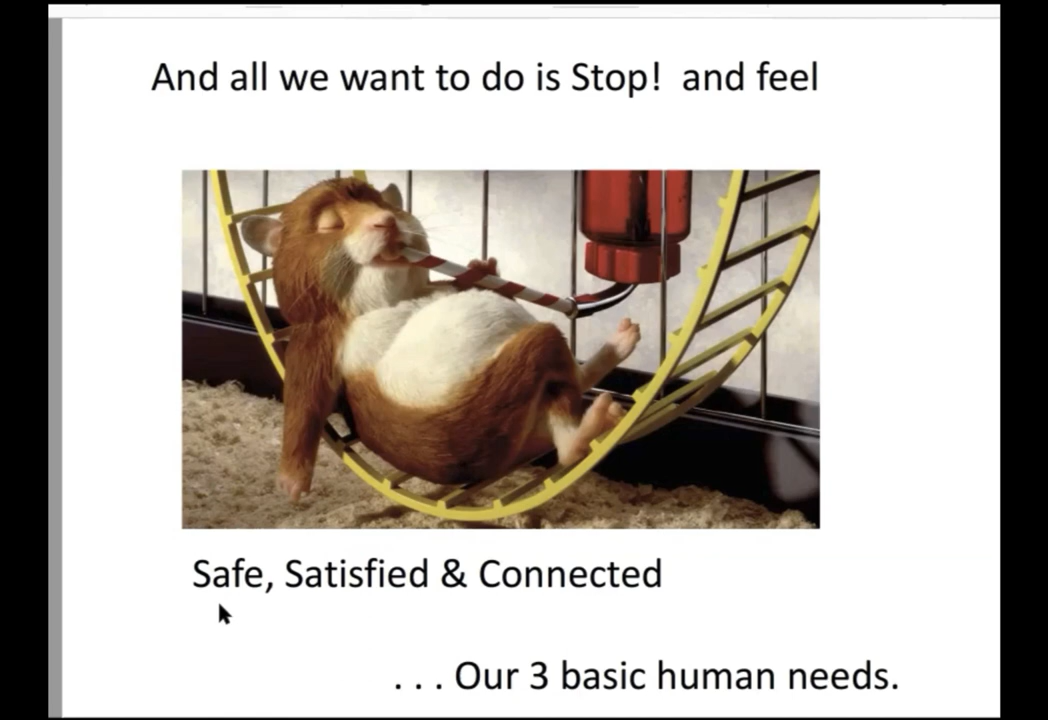 And all we want to do is Stop!  and feel
Safe, Satisfied & Connected
. . . Our 3 basic human needs.